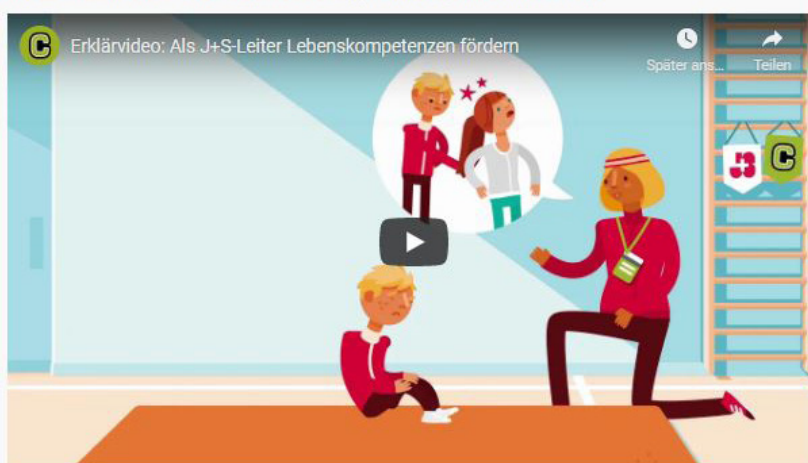 C
Erklärvideo: Als J+S-Leiter Lebenskompetenzen fördern
Später ans...
Teilen
J+S
C